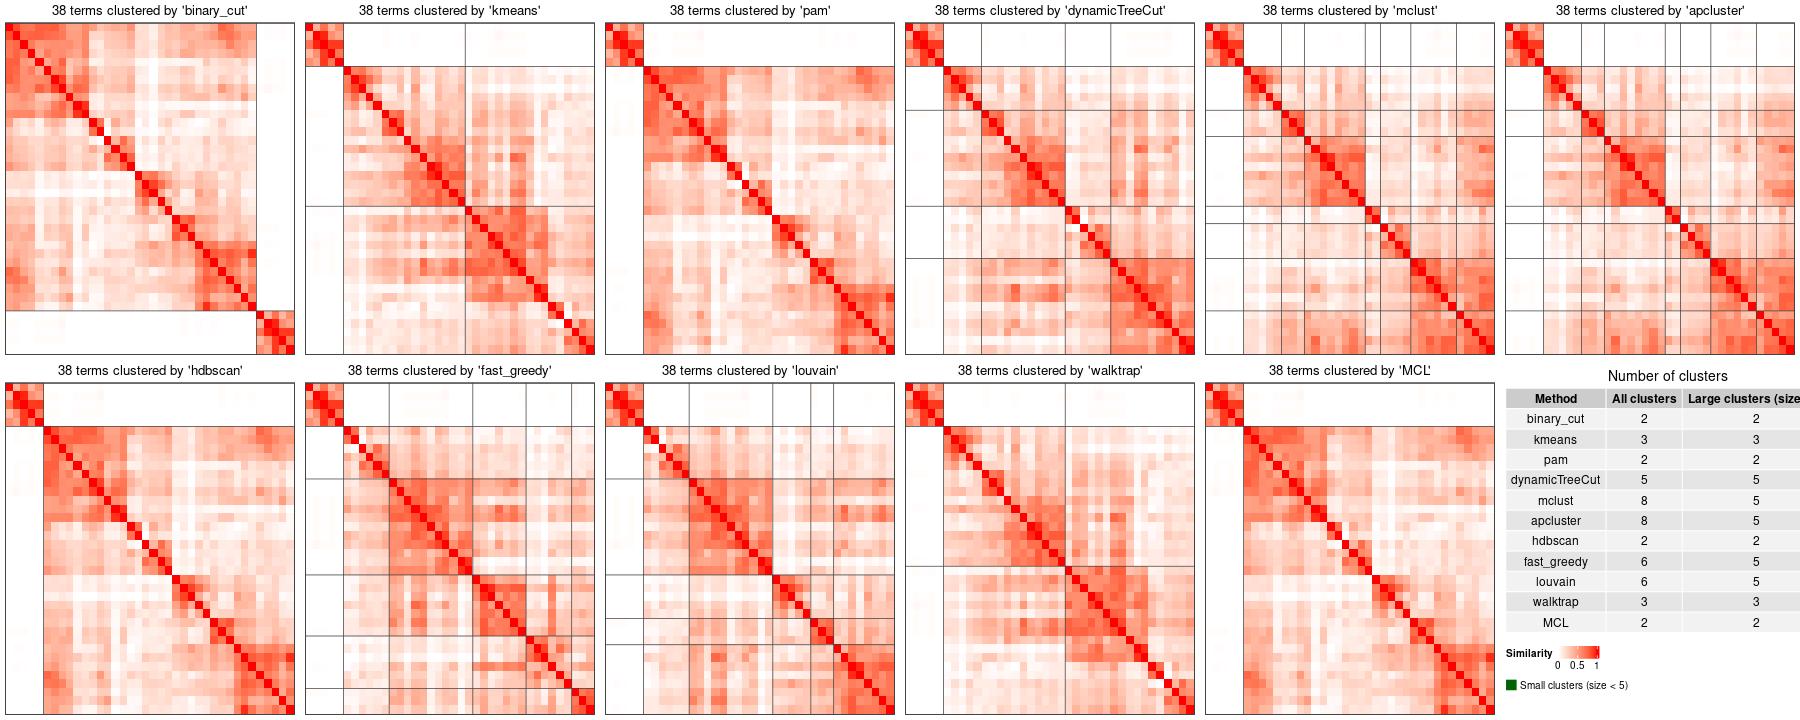 38 terms clustered by 'binary_cut'
38 terms clustered by 'kmeans'
38 terms clustered by 'pam'
38 terms clustered by 'dynamicTreeCut'
38 terms clustered by 'mclust'
38 terms clustered by 'apcluster'
38 terms clustered by 'hdbscan'
38 terms clustered by 'fast_greedy'
38 terms clustered by 'louvain'
38 terms clustered by 'walktrap'
38 terms clustered by 'MCL'
Number of clusters
Method All clusters Large clusters (size
binary_cut 2 2
kmeans 3 3
pam 2 2
dynamicTreeCut 5 5
mclust 8 5
apcluster 8 5
hdbscan 2 2
fast_greedy 6 5
louvain 6 5
walktrap 3 3
MCL 2 2
Similarity
0 0.5 1
Small clusters (size < 5)